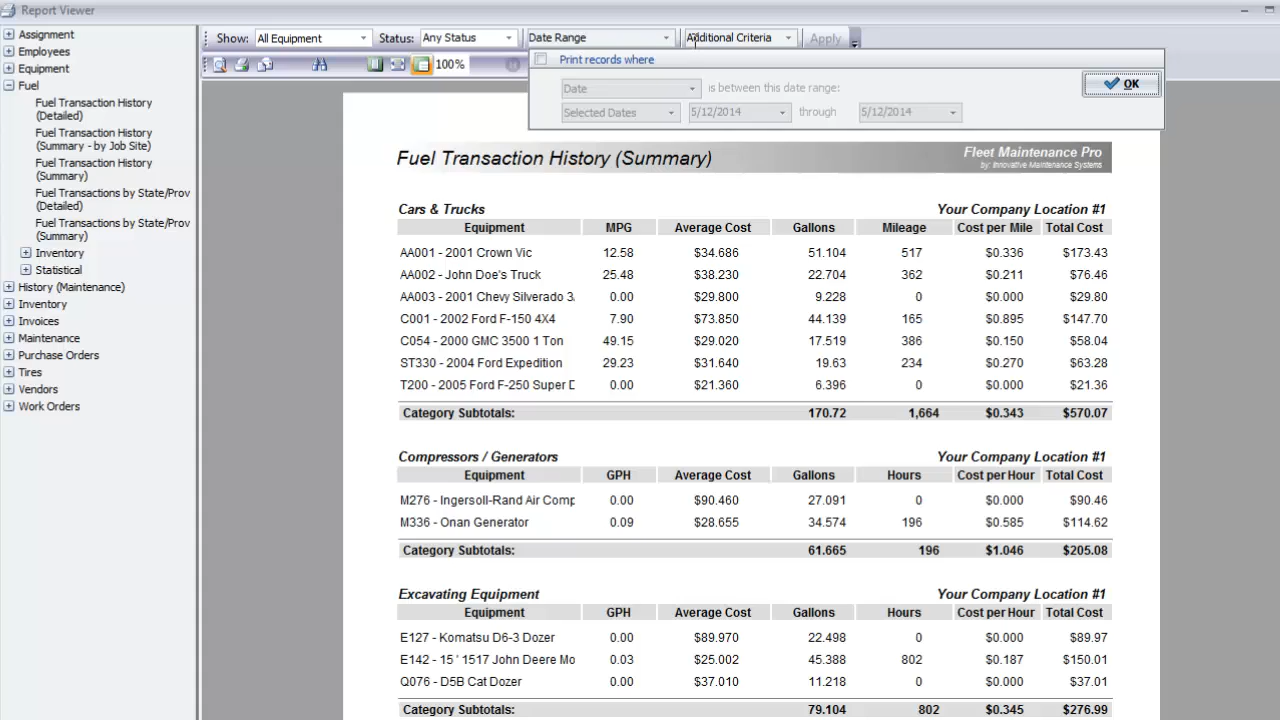 Report Viewer
Show: All Equipment Status: Any Status Date Range Additional Criteria Apply
100%
Print records where
Date is between this date range:
Selected Dates 5/12/2014 through 5/12/2014
OK
Assignment
Employees
Equipment
Fuel
Fuel Transaction History
(Detailed)
Fuel Transaction History
(Summary - by Job Site)
Fuel Transaction History
(Summary)
Fuel Transactions by State/Prov
(Detailed)
Fuel Transactions by State/Prov
(Summary)
Inventory
Statistical
History (Maintenance)
Inventory
Invoices
Maintenance
Purchase Orders
Tires
Vendors
Work Orders
Fuel Transaction History (Summary)
Fleet Maintenance Pro
by: Innovative Maintenance Systems
Cars & Trucks Your Company Location #1
Equipment MPG Average Cost Gallons Mileage Cost per Mile Total Cost
AA001 - 2001 Crown Vic 12.58 $34.686 51.104 517 $0.336 $173.43
AA002 - John Doe's Truck 25.48 $38.230 22.704 362 $0.211 $76.46
AA003 - 2001 Chevy Silverado 3/ 0.00 $29.800 9.228 0 $0.000 $29.80
C001 - 2002 Ford F-150 4X4 7.90 $73.850 44.139 165 $0.895 $147.70
C054 - 2000 GMC 3500 1 Ton 49.15 $29.020 17.519 386 $0.150 $58.04
ST330 - 2004 Ford Expedition 29.23 $31.640 19.63 234 $0.270 $63.28
T200 - 2005 Ford F-250 Super D 0.00 $21.360 6.396 0 $0.000 $21.36
Category Subtotals: 170.72 1,664 $0.343 $570.07
Compressors / Generators Your Company Location #1
Equipment GPH Average Cost Gallons Hours Cost per Hour Total Cost
M276 - Ingersoll-Rand Air Comp 0.00 $90.460 27.091 0 $0.000 $90.46
M336 - Onan Generator 0.09 $28.655 34.574 196 $0.585 $114.62
Category Subtotals: 61.665 196 $1.046 $205.08
Excavating Equipment Your Company Location #1
Equipment GPH Average Cost Gallons Hours Cost per Hour Total Cost
E127 - Komatsu D6-3 Dozer 0.00 $89.970 22.498 0 $0.000 $89.97
E142 - 15 ' 1517 John Deere Mo 0.03 $25.002 45.388 802 $0.187 $150.01
Q076 - D5B Cat Dozer 0.00 $37.010 11.218 0 $0.000 $37.01
Category Subtotals: 79.104 802 $0.345 $276.99